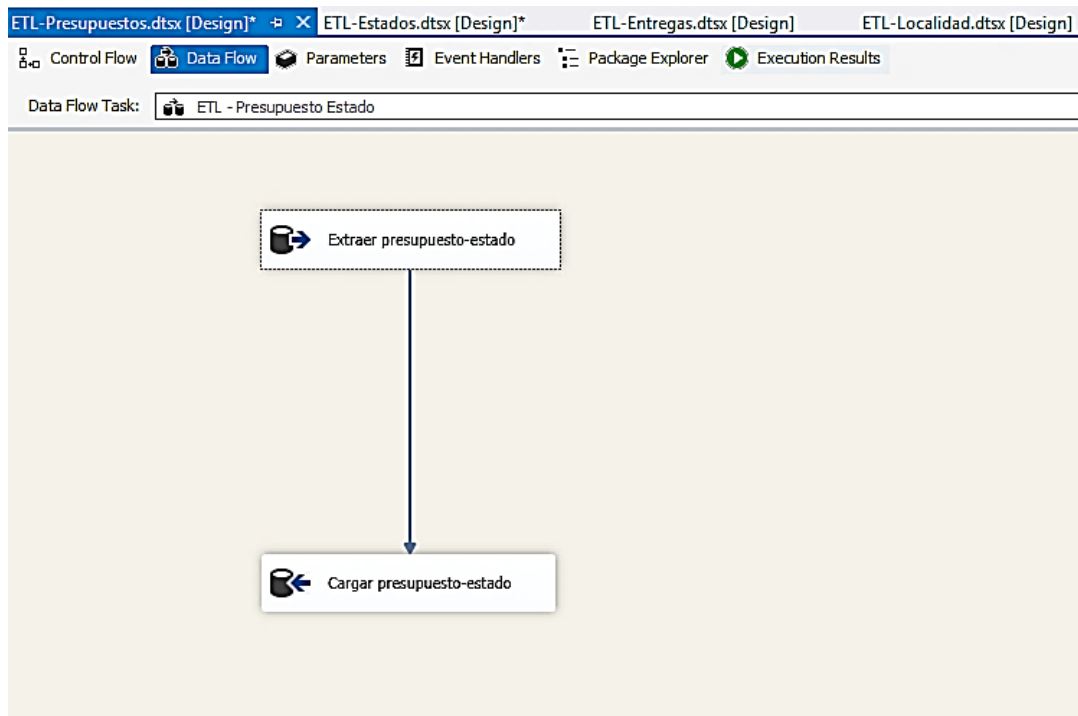 ETL-Presupuestos.dtsx [Design]* ETL-Estados.dtsx [Design]* ETL-Entregas.dtsx [Design] ETL-Localidad.dtsx [Design]
Control Flow Data Flow Parameters Event Handlers Package Explorer Execution Results
Data Flow Task: ETL - Presupuesto Estado
Extraer presupuesto-estado
Cargar presupuesto-estado